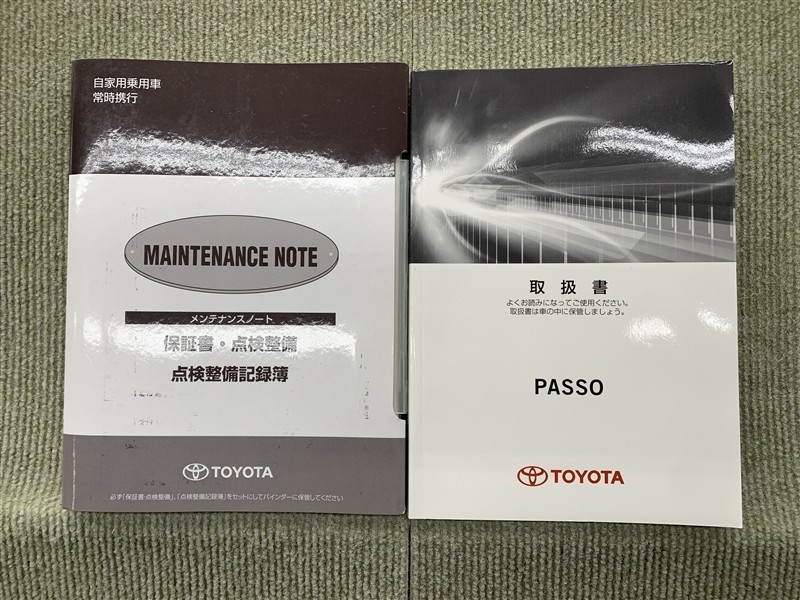 自家用乗用車
常時携行
MAINTENANCE NOTE
メンテナンスノート
保証書・点検整備
点検整備記録簿
TOYOTA
必ず「保証書・点検整備」、「点検整備記録簿」をセットにしてバインダーに保管してください
取扱書
よくお読みになってご使用ください。
取扱書は車の中に保管しましょう。
PASSO
TOYOTA